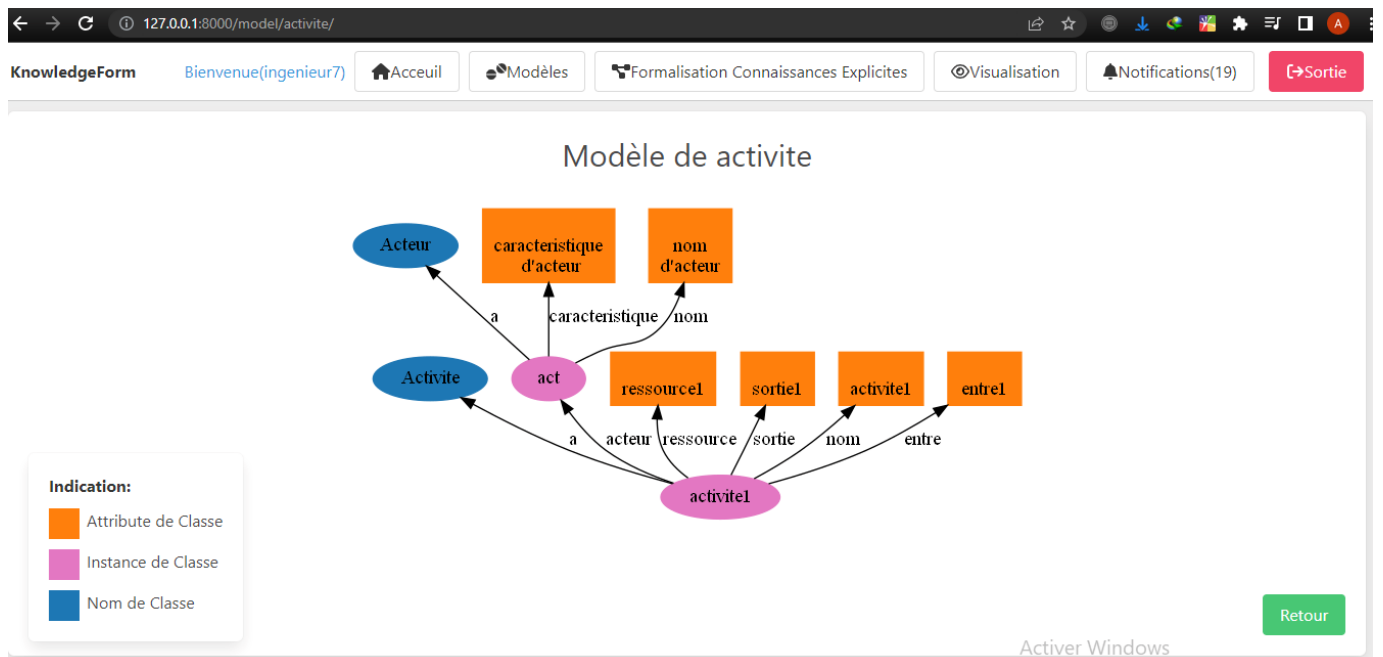 127.0.0.1:8000/model/activite/
A
KnowledgeForm
Bienvenue(ingenieur7)
Acceuil
Modèles
Formalisation Connaissances Explicites
Visualisation
Notifications(19)
Sortie
Modèle de activite
Acteur
caracteristique
d'acteur
nom
d'acteur
a
caracteristique
nom
Activite
act
ressource1
sortie1
activite1
entre1
a
acteur
ressource
sortie
nom
entre
activite1
Indication:
Attribute de Classe
Instance de Classe
Nom de Classe
Retour
Activer Windows